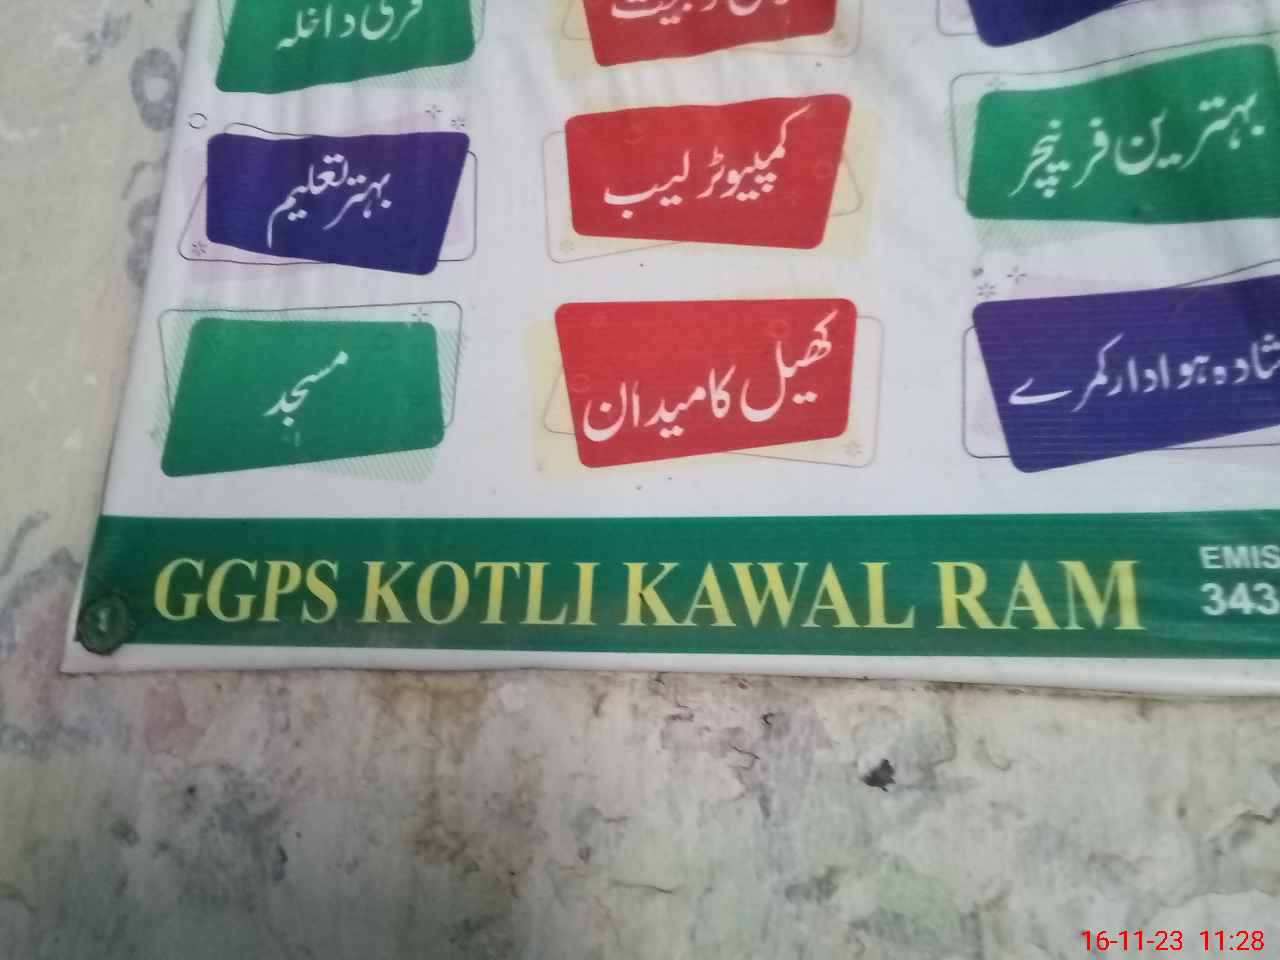 فری داخلہ
بہترین فرنیچر
کمپیوٹر لیب
بہتر تعلیم
ہوادار کمرے
کھیل کا میدان
مسجد
GGPS KOTLI KAWAL RAM
EMIS
343
16-11-23 11:28